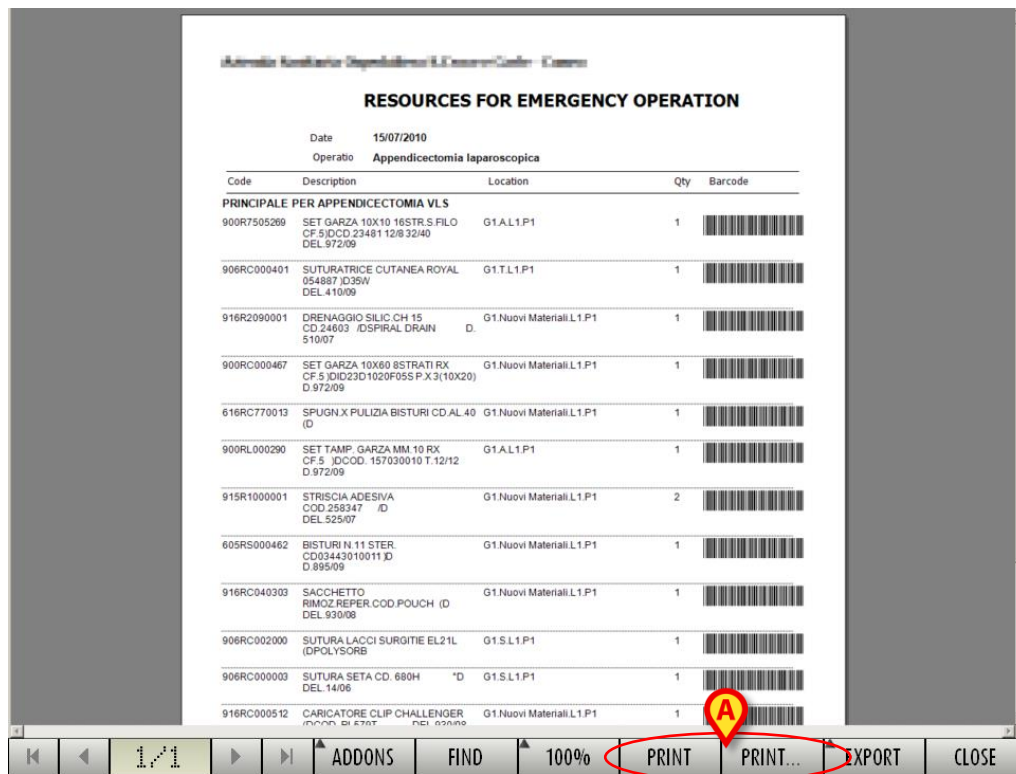 RESOURCES FOR EMERGENCY OPERATION
Date 15/07/2010
Operatio Appendicectomia laparoscopica
Code Description Location Qty Barcode
PRINCIPALE PER APPENDICECTOMIA VLS
900R7505269 SET GARZA 10X10 16STR.S.FILO G1.A.L1.P1 1
CF.5)DCD.23481 12/8 32/40
DEL.972/09
906RC000401 SUTURATRICE CUTANEA ROYAL G1.T.L1.P1 1
054887 )D35W
DEL.410/09
916R2090001 DRENAGGIO SILIC.CH 15 G1.Nuovi Materiali.L1.P1 1
CD.24603 /DSPIRAL DRAIN D.
510/07
900RC000467 SET GARZA 10X60 8STRATI RX G1.Nuovi Materiali.L1.P1 1
CF.5 )DID23D1020F05S P.X 3(10X20)
D.972/09
616RC770013 SPUGN.X PULIZIA BISTURI CD.AL.40 G1.Nuovi Materiali.L1.P1 1
(D
900RL000290 SET TAMP. GARZA MM.10 RX G1.A.L1.P1 1
CF.5 )DCOD. 157030010 T.12/12
D.972/09
915R1000001 STRISCIA ADESIVA G1.Nuovi Materiali.L1.P1 2
COD.258347 /D
DEL.525/07
605RS000462 BISTURI N.11 STER. G1.Nuovi Materiali.L1.P1 1
CD03443010011 )D
D.895/09
916RC040303 SACCHETTO G1.Nuovi Materiali.L1.P1 1
RIMOZ.REPER.COD.POUCH (D
DEL.930/08
906RC002000 SUTURA LACCI SURGITIE EL21L G1.S.L1.P1 1
(DPOLYSORB
906RC000003 SUTURA SETA CD. 680H "D G1.S.L1.P1 1
DEL.14/06
916RC000512 CARICATORE CLIP CHALLENGER G1.Nuovi Materiali.L1.P1 1
A
1/1 ADDONS FIND 100% PRINT PRINT... EXPORT CLOSE